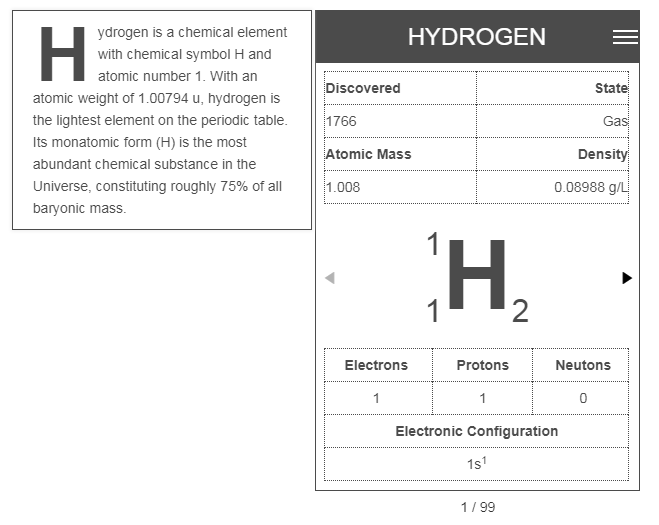 Hydrogen is a chemical element
with chemical symbol H and
atomic number 1. With an
atomic weight of 1.00794 u, hydrogen is
the lightest element on the periodic table.
Its monatomic form (H) is the most
abundant chemical substance in the
Universe, constituting roughly 75% of all
baryonic mass.
HYDROGEN
Discovered State
1766 Gas
Atomic Mass Density
1.008 0.08988 g/L
1
H
1 2
Electrons Protons Neutons
1 1 0
Electronic Configuration
1s¹
1 / 99